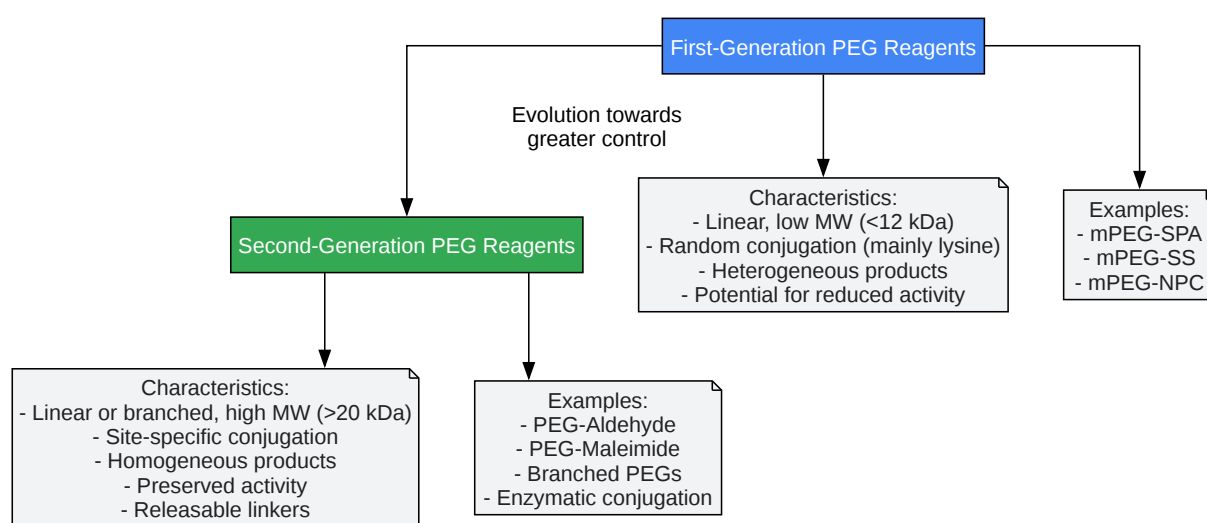 First-Generation PEG Reagents
Evolution towards
greater control
Characteristics:
- Linear, low MW (<12 kDa)
- Random conjugation (mainly lysine)
- Heterogeneous products
- Potential for reduced activity
Examples:
- mPEG-SPA
- mPEG-SS
- mPEG-NPC
Second-Generation PEG Reagents
Characteristics:
- Linear or branched, high MW (>20 kDa)
- Site-specific conjugation
- Homogeneous products
- Preserved activity
- Releasable linkers
Examples:
- PEG-Aldehyde
- PEG-Maleimide
- Branched PEGs
- Enzymatic conjugation